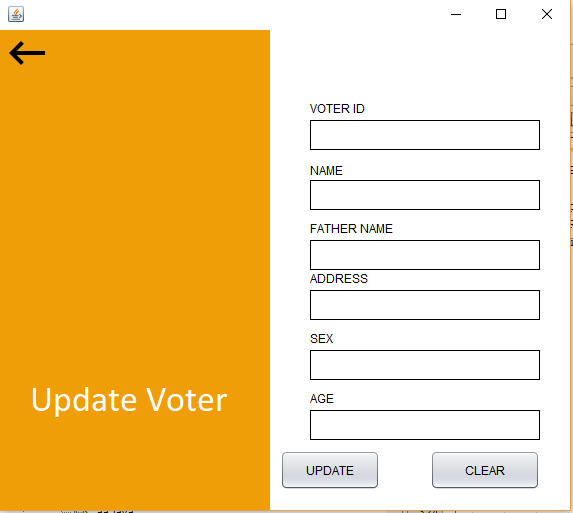 VOTER ID
NAME
FATHER NAME
ADDRESS
SEX
Update Voter
AGE
UPDATE CLEAR